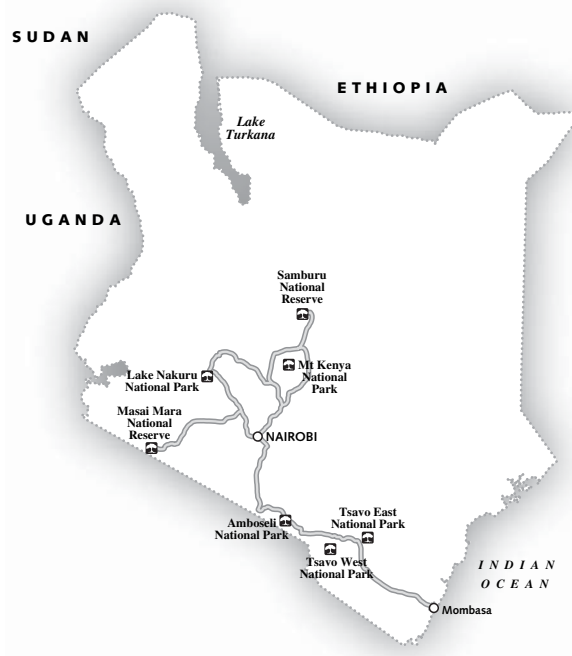 SUDAN
ETHIOPIA
Lake
Turkana
UGANDA
Samburu
National
Reserve
Mt Kenya
National
Park
Lake Nakuru
National Park
Masai Mara
National
Reserve
NAIROBI
Amboseli
National Park
Tsavo East
National Park
Tsavo West
National Park
INDIAN
OCEAN
Mombasa